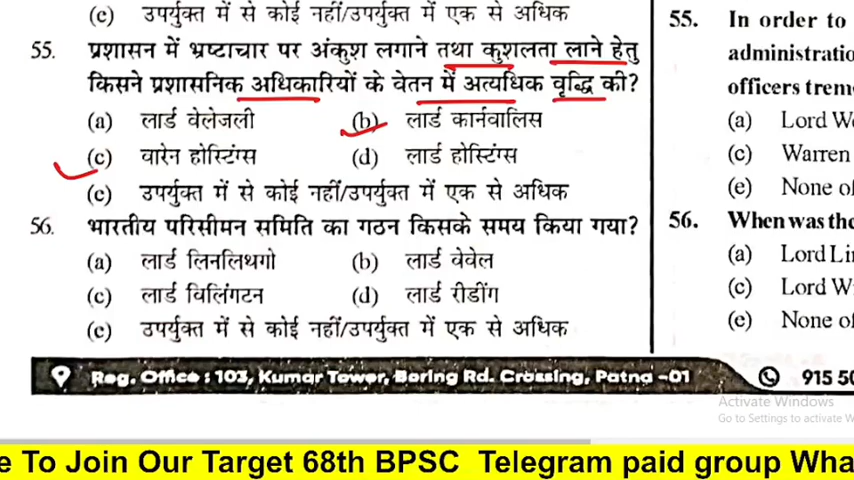 (c) उपर्युक्त में से कोई नहीं/उपर्युक्त में एक से अधिक
55. प्रशासन में भ्रष्टाचार पर अंकुश लगाने तथा कुशलता लाने हेतु
किसने प्रशासनिक अधिकारियों के वेतन में अत्यधिक वृद्धि की?
(a) लार्ड वेलेजली (b) लार्ड कार्नवालिस
(c) वारेन होस्टिंग्स (d) लार्ड होस्टिंग्स
(c) उपर्युक्त में से कोई नहीं/उपर्युक्त में एक से अधिक
56. भारतीय परिसीमन समिति का गठन किसके समय किया गया?
(a) लार्ड लिनलिथगो (b) लार्ड वेवेल
(c) लार्ड विलिंगटन (d) लार्ड रीडींग
(e) उपर्युक्त में से कोई नहीं/उपर्युक्त में एक से अधिक
55. In order to
administratio
officers trem
(a) Lord We
(c) Warren
(e) None of
56. When was the
(a) Lord Lin
(c) Lord W
(e) None of
Reg. Office : 103, Kumar Tower, Boring Rd. Crossing, Patna -01
915 50
Activate Windows
Go to Settings to activate W
e To Join Our Target 68th BPSC Telegram paid group Wha